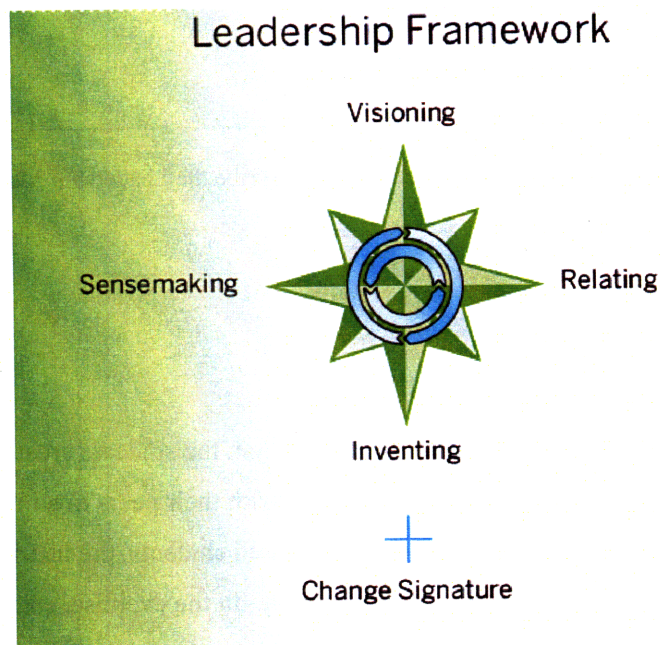 Leadership Framework
Visioning
Sensemaking
Relating
Inventing
+
Change Signature